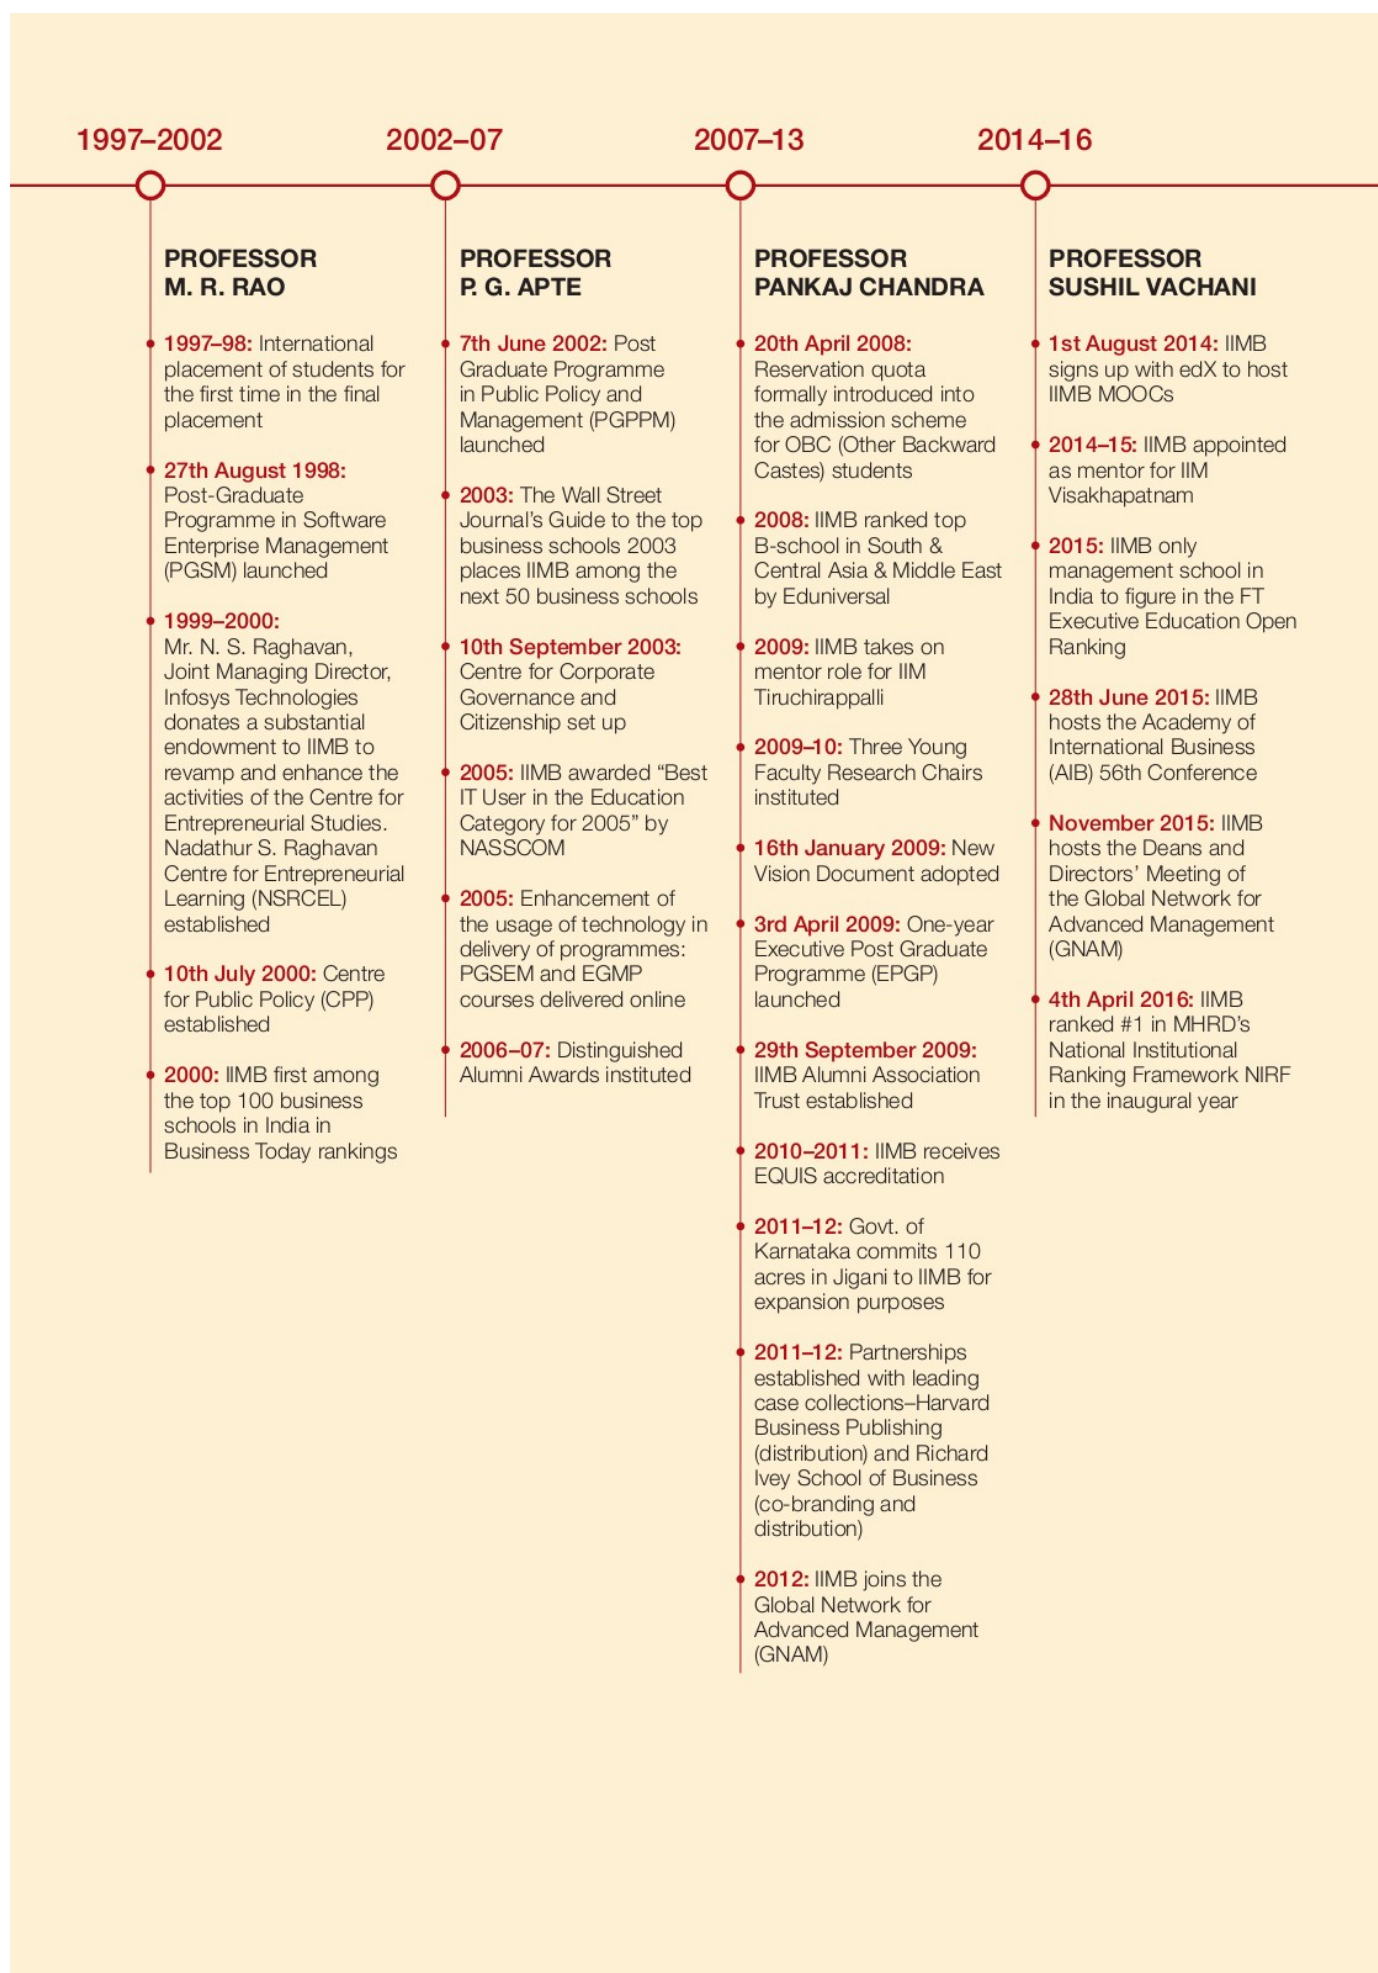 1997–2002
2002–07
2007–13
2014–16
PROFESSOR
M. R. RAO
1997–98: International
placement of students for
the first time in the final
placement
27th August 1998:
Post-Graduate
Programme in Software
Enterprise Management
(PGSM) launched
1999–2000:
Mr. N. S. Raghavan,
Joint Managing Director,
Infosys Technologies
donates a substantial
endowment to IIMB to
revamp and enhance the
activities of the Centre for
Entrepreneurial Studies.
Nadathur S. Raghavan
Centre for Entrepreneurial
Learning (NSRCEL)
established
10th July 2000: Centre
for Public Policy (CPP)
established
2000: IIMB first among
the top 100 business
schools in India in
Business Today rankings
PROFESSOR
P. G. APTE
7th June 2002: Post
Graduate Programme
in Public Policy and
Management (PGPPM)
launched
2003: The Wall Street
Journal's Guide to the top
business schools 2003
places IIMB among the
next 50 business schools
10th September 2003:
Centre for Corporate
Governance and
Citizenship set up
2005: IIMB awarded “Best
IT User in the Education
Category for 2005” by
NASSCOM
2005: Enhancement of
the usage of technology in
delivery of programmes:
PGSEM and EGMP
courses delivered online
2006–07: Distinguished
Alumni Awards instituted
PROFESSOR
PANKAJ CHANDRA
20th April 2008:
Reservation quota
formally introduced into
the admission scheme
for OBC (Other Backward
Castes) students
2008: IIMB ranked top
B-school in South &
Central Asia & Middle East
by Eduniversal
2009: IIMB takes on
mentor role for IIM
Tiruchirappalli
2009–10: Three Young
Faculty Research Chairs
instituted
16th January 2009: New
Vision Document adopted
3rd April 2009: One-year
Executive Post Graduate
Programme (EPGP)
launched
29th September 2009:
IIMB Alumni Association
Trust established
2010–2011: IIMB receives
EQUIS accreditation
2011–12: Govt. of
Karnataka commits 110
acres in Jigani to IIMB for
expansion purposes
2011–12: Partnerships
established with leading
case collections–Harvard
Business Publishing
(distribution) and Richard
Ivey School of Business
(co-branding and
distribution)
2012: IIMB joins the
Global Network for
Advanced Management
(GNAM)
PROFESSOR
SUSHIL VACHANI
1st August 2014: IIMB
signs up with edX to host
IIMB MOOCs
2014–15: IIMB appointed
as mentor for IIM
Visakhapatnam
2015: IIMB only
management school in
India to figure in the FT
Executive Education Open
Ranking
28th June 2015: IIMB
hosts the Academy of
International Business
(AIB) 56th Conference
November 2015: IIMB
hosts the Deans and
Directors' Meeting of
the Global Network for
Advanced Management
(GNAM)
4th April 2016: IIMB
ranked #1 in MHRD's
National Institutional
Ranking Framework NIRF
in the inaugural year